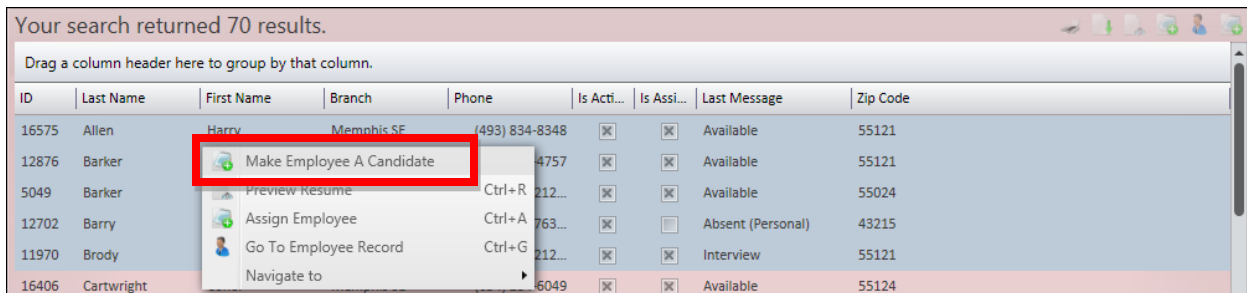 Your search returned 70 results.
Drag a column header here to group by that column.
ID Last Name First Name Branch Phone Is Acti... Is Assi... Last Message Zip Code
16575 Allen Harry Memphis SE (493) 834-8348 Available 55121
12876 Barker Make Employee A Candidate -4757 Available 55121
5049 Barker Preview Resume Ctrl+R 212... Available 55024
12702 Barry Assign Employee Ctrl+A 763... Absent (Personal) 43215
11970 Brody Go To Employee Record Ctrl+G 212... Interview 55121
16406 Cartwright Navigate to -6049 Available 55124